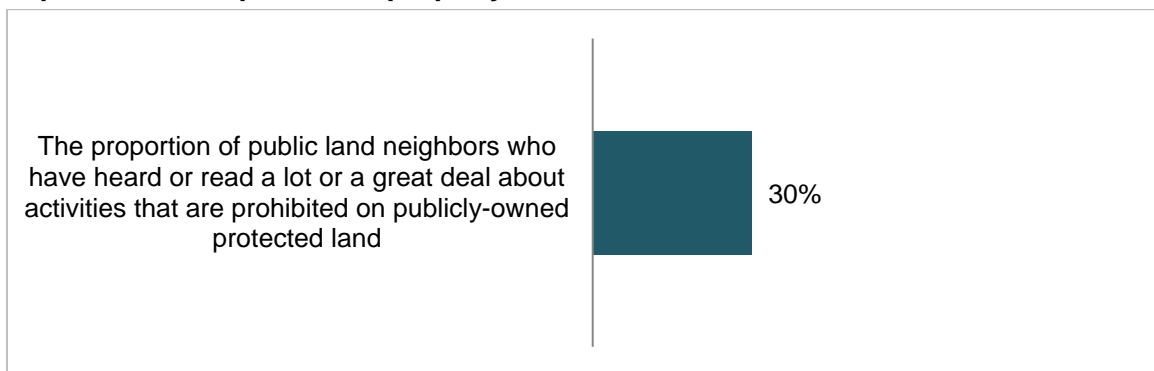 The proportion of public land neighbors who
have heard or read a lot or a great deal about
activities that are prohibited on publicly-owned
protected land
30%